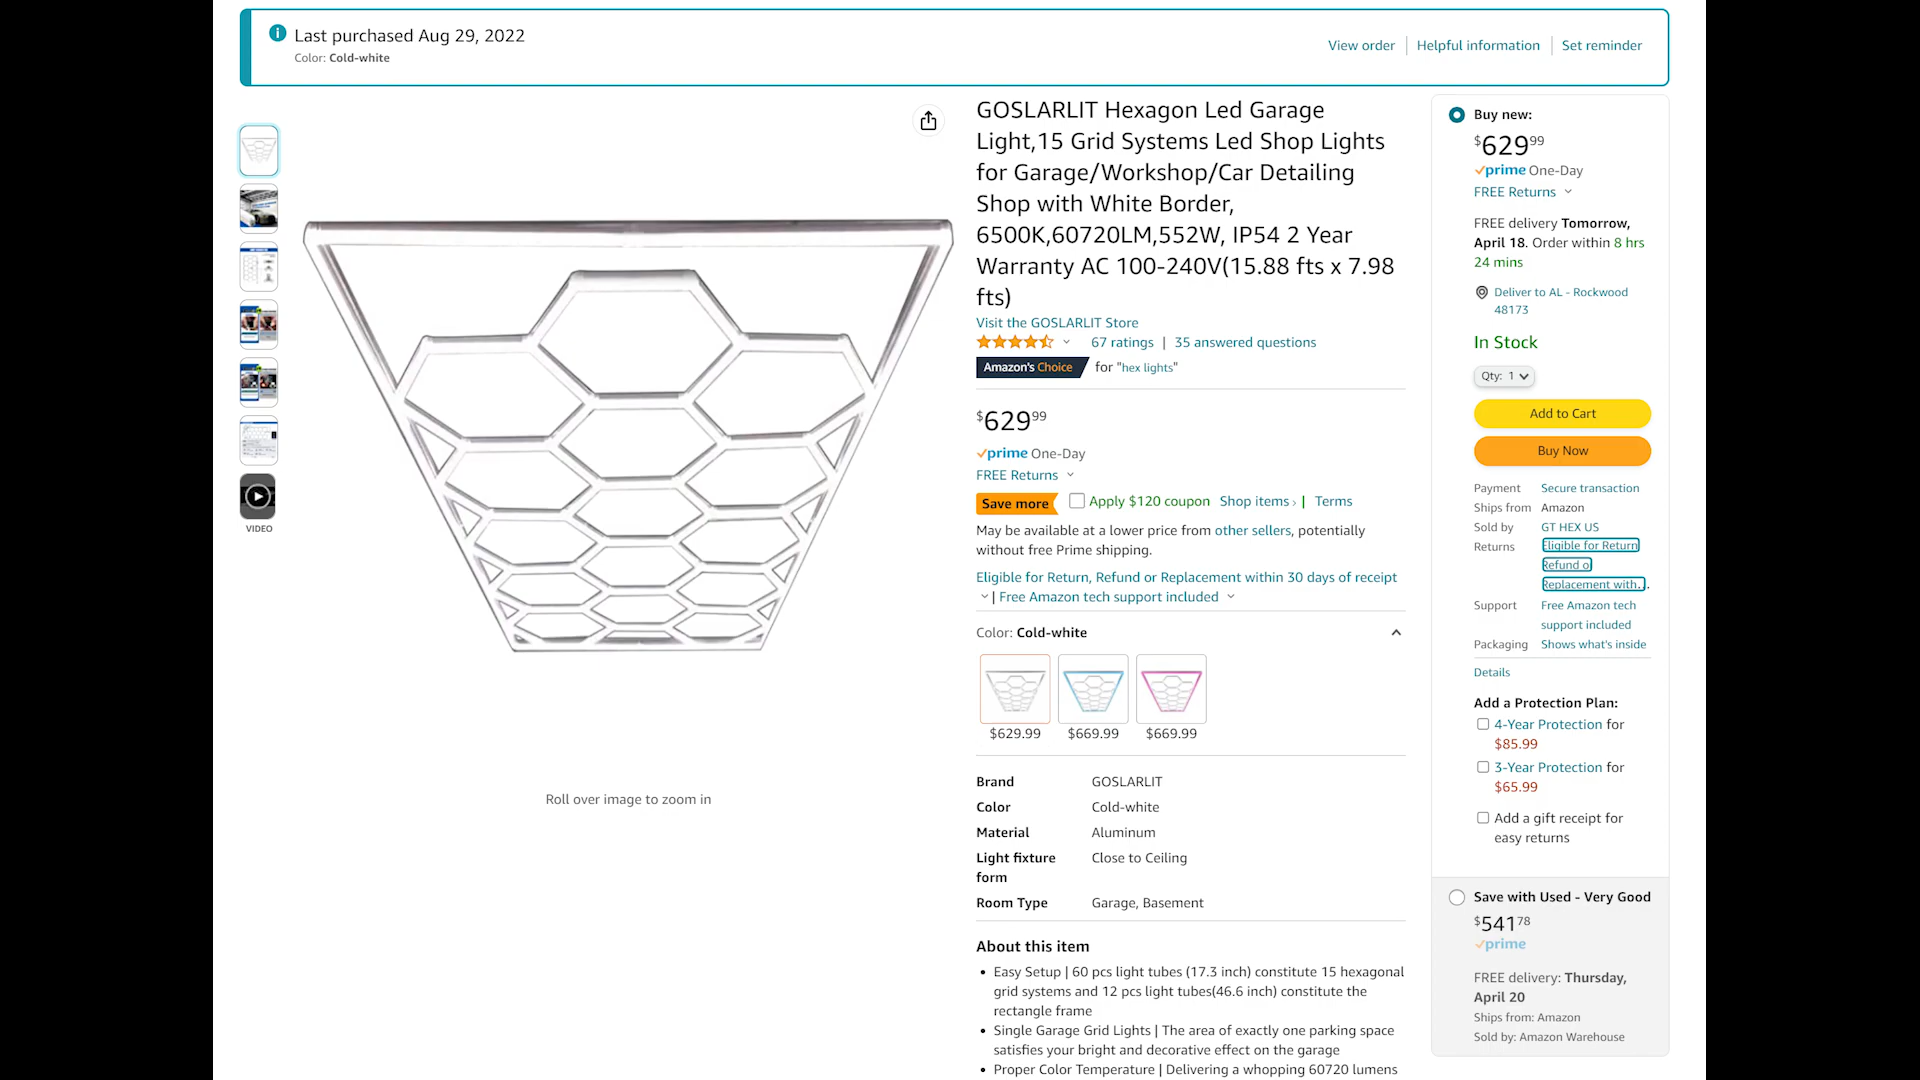 Last purchased Aug 29, 2022
Color: Cold-white
View order
Helpful information
Set reminder
VIDEO
Roll over image to zoom in
GOSLARLIT Hexagon Led Garage
Light,15 Grid Systems Led Shop Lights
for Garage/Workshop/Car Detailing
Shop with White Border,
6500K,60720LM,552W, IP54 2 Year
Warranty AC 100-240V(15.88 fts x 7.98
fts)
Visit the GOSLARLIT Store
67 ratings | 35 answered questions
Amazon's Choice for "hex lights"
$629 99
prime One-Day
FREE Returns
Save more Apply $120 coupon Shop items › | Terms
May be available at a lower price from other sellers, potentially
without free Prime shipping.
Eligible for Return, Refund or Replacement within 30 days of receipt
| Free Amazon tech support included
Color: Cold-white
$629.99 $669.99 $669.99
Brand GOSLARLIT
Color Cold-white
Material Aluminum
Light fixture form Close to Ceiling
Room Type Garage, Basement
About this item
• Easy Setup | 60 pcs light tubes (17.3 inch) constitute 15 hexagonal
grid systems and 12 pcs light tubes(46.6 inch) constitute the
rectangle frame
• Single Garage Grid Lights | The area of exactly one parking space
satisfies your bright and decorative effect on the garage
• Proper Color Temperature | Delivering a whopping 60720 lumens
Buy new:
$629 99
prime One-Day
FREE Returns
FREE delivery Tomorrow,
April 18. Order within 8 hrs
24 mins
Deliver to AL - Rockwood
48173
In Stock
Qty: 1
Add to Cart
Buy Now
Payment Secure transaction
Ships from Amazon
Sold by GT HEX US
Returns Eligible for Return,
Refund or
Replacement with...
Support Free Amazon tech
support included
Packaging Shows what's inside
Details
Add a Protection Plan:
4-Year Protection for
$85.99
3-Year Protection for
$65.99
Add a gift receipt for
easy returns
Save with Used - Very Good
$541 78
prime
FREE delivery: Thursday,
April 20
Ships from: Amazon
Sold by: Amazon Warehouse